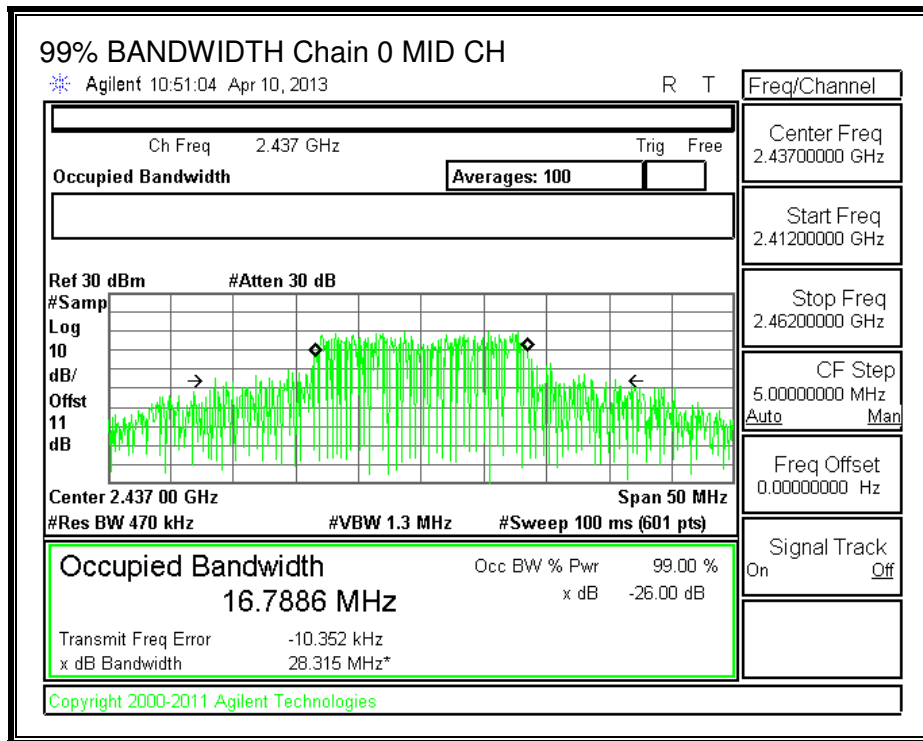 99% BANDWIDTH Chain 0 MID CH
Agilent 10:51:04 Apr 10, 2013 R T
Freq/Channel
Ch Freq 2.437 GHz Trig Free
Occupied Bandwidth Averages: 100
Center Freq
2.43700000 GHz
Start Freq
2.41200000 GHz
Stop Freq
2.46200000 GHz
CF Step
5.00000000 MHz
Auto Man
Freq Offset
0.00000000 Hz
Signal Track
On Off
Ref 30 dBm #Atten 30 dB
#Samp
Log
10
dB/
Offst
11
dB
Center 2.437 00 GHz Span 50 MHz
#Res BW 470 kHz #VBW 1.3 MHz #Sweep 100 ms (601 pts)
Occupied Bandwidth Occ BW % Pwr 99.00 %
16.7886 MHz x dB -26.00 dB
Transmit Freq Error -10.352 kHz
x dB Bandwidth 28.315 MHz*
Copyright 2000-2011 Agilent Technologies